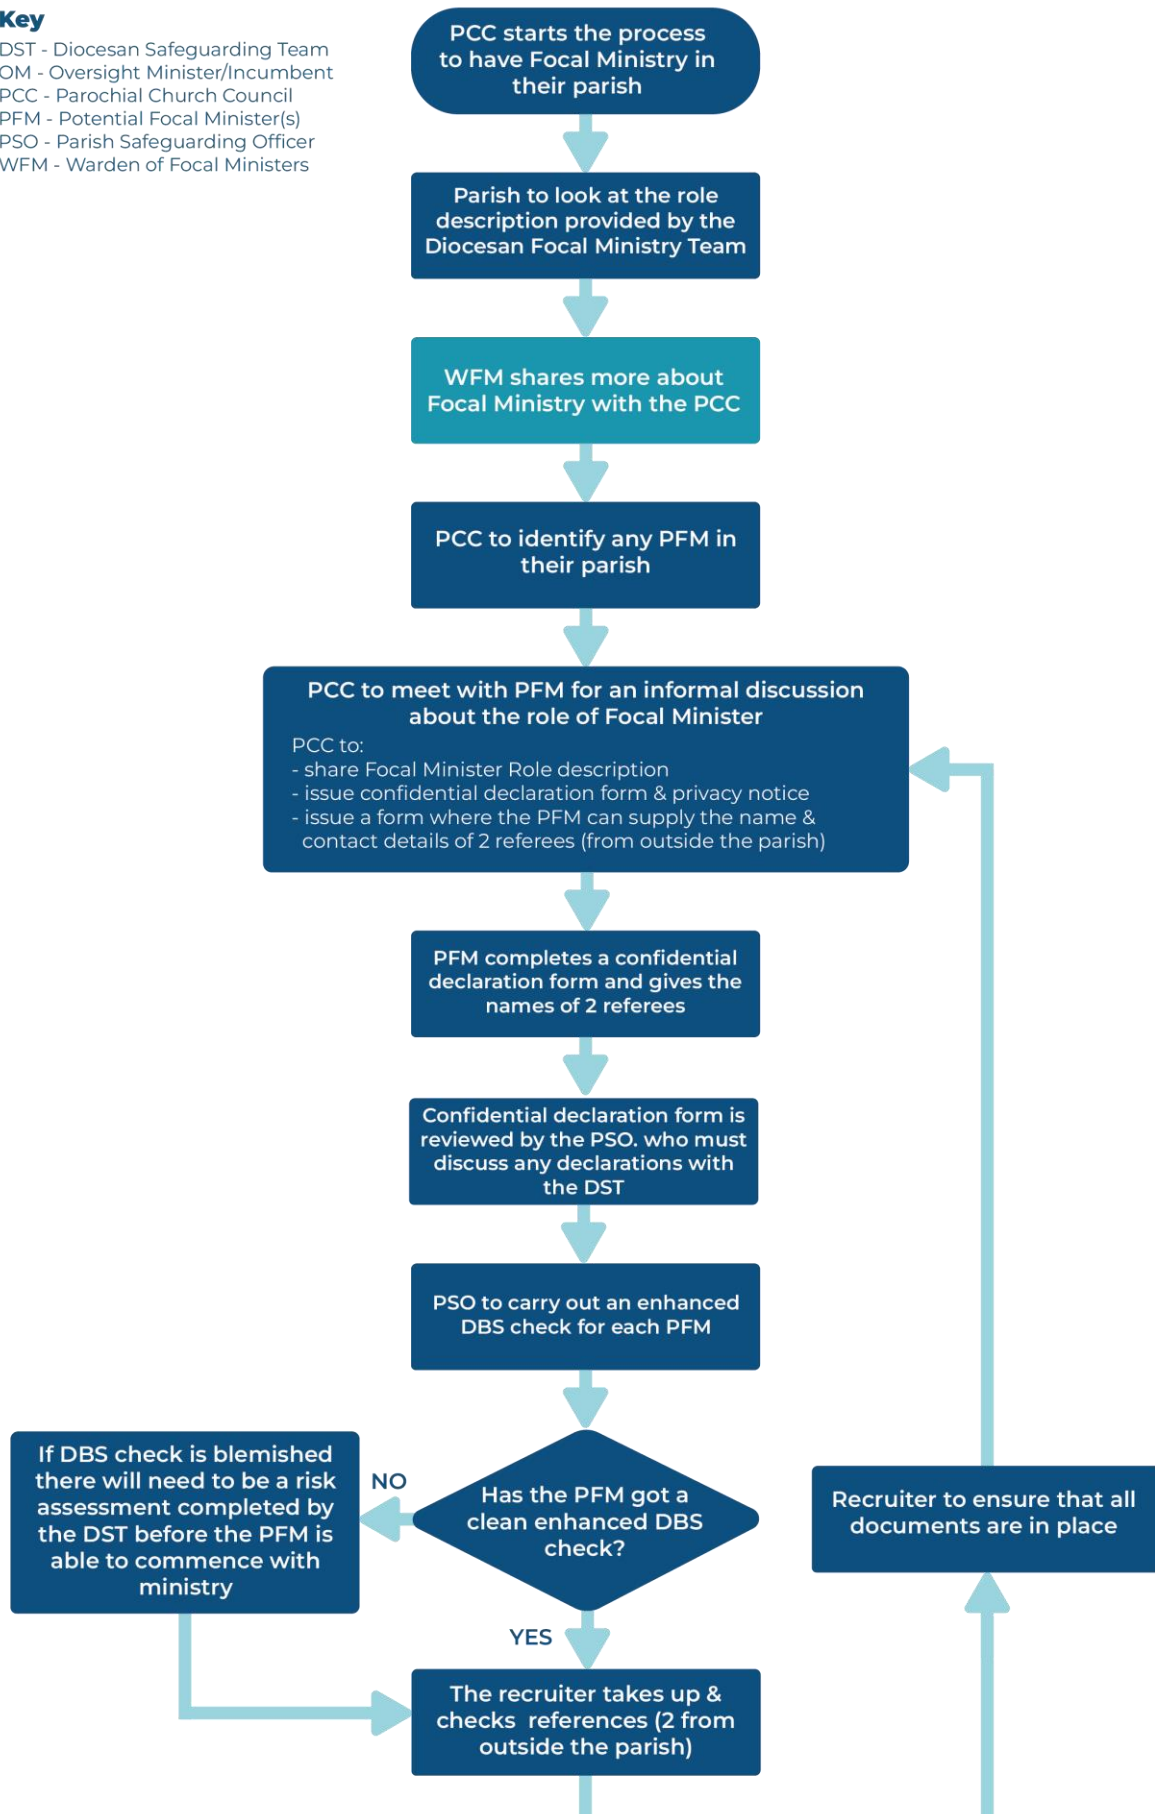 Key
DST - Diocesan Safeguarding Team
OM - Oversight Minister/Incumbent
PCC - Parochial Church Council
PFM - Potential Focal Minister(s)
PSO - Parish Safeguarding Officer
WFM - Warden of Focal Ministers
PCC starts the process
to have Focal Ministry in
their parish
Parish to look at the role
description provided by the
Diocesan Focal Ministry Team
WFM shares more about
Focal Ministry with the PCC
PCC to identify any PFM in
their parish
PCC to meet with PFM for an informal discussion
about the role of Focal Minister
PCC to:
- share Focal Minister Role description
- issue confidential declaration form & privacy notice
- issue a form where the PFM can supply the name &
contact details of 2 referees (from outside the parish)
PFM completes a confidential
declaration form and gives the
names of 2 referees
Confidential declaration form is
reviewed by the PSO. who must
discuss any declarations with
the DST
PSO to carry out an enhanced
DBS check for each PFM
If DBS check is blemished
there will need to be a risk
assessment completed by
the DST before the PFM is
able to commence with
ministry
NO
Has the PFM got a
clean enhanced DBS
check?
Recruiter to ensure that all
documents are in place
YES
The recruiter takes up &
checks references (2 from
outside the parish)